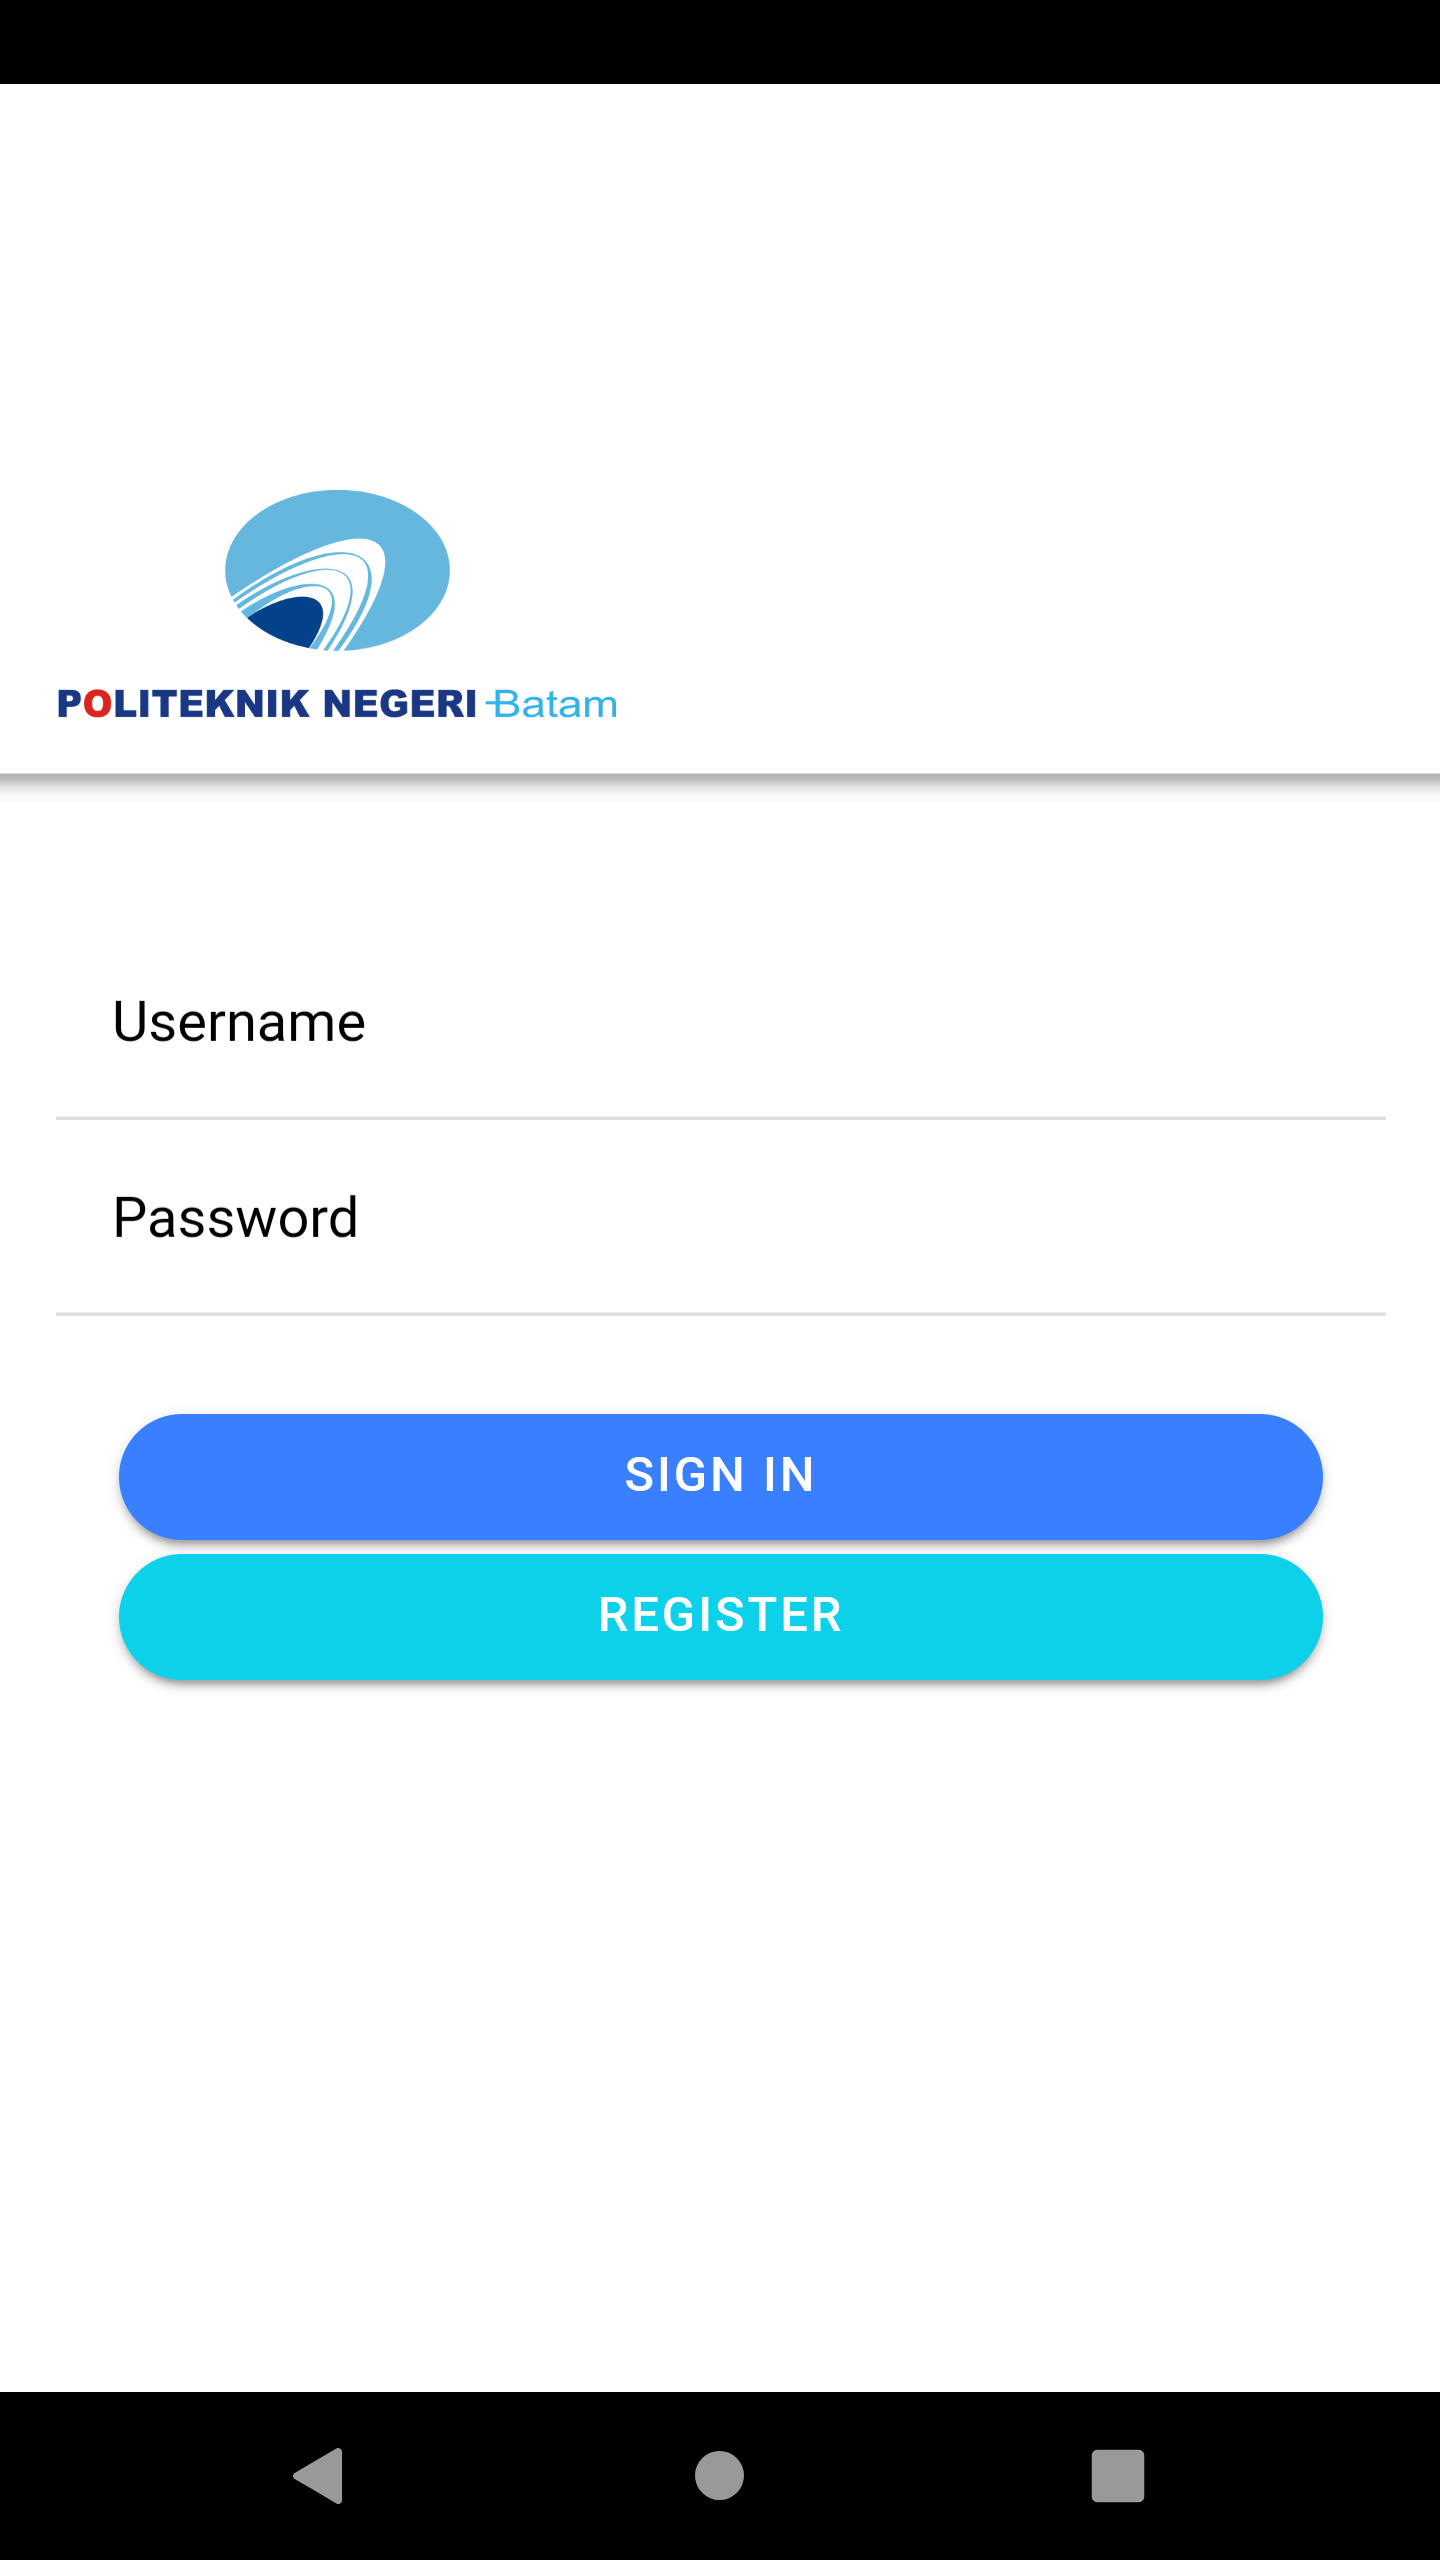 POLITEKNIK NEGERI Batam
Username
Password
SIGN IN
REGISTER